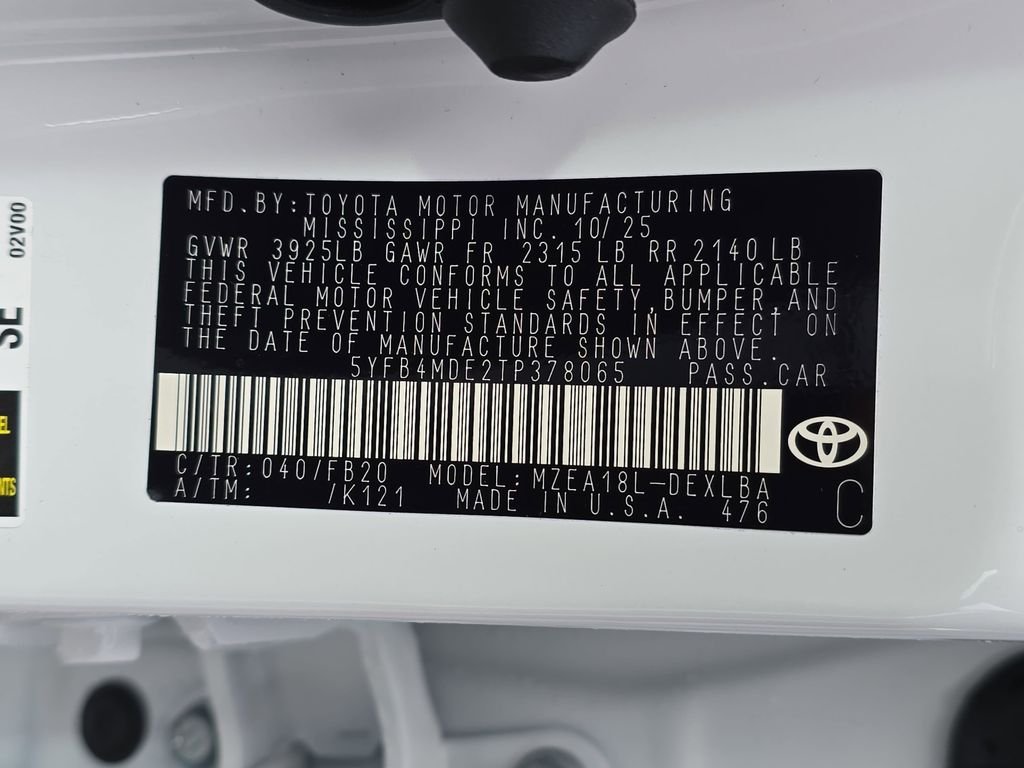 MFD.BY:TOYOTA MOTOR MANUFACTURING
MISSISSIPPI INC. 10/25
GVWR 3925LB GAWR FR 2315 LB RR 2140 LB
THIS VEHICLE CONFORMS TO ALL APPLICABLE
FEDERAL MOTOR VEHICLE SAFETY,BUMPER,AND
THEFT PREVENTION STANDARDS IN EFFECT ON
THE DATE OF MANUFACTURE SHOWN ABOVE.
5YFB4MDE2TP378065 PASS.CAR
C/TR:040/FB20 MODEL:MZEA18L-DEXLBA
A/TM: /K121 MADE IN U.S.A. 476
C
02V00
SE